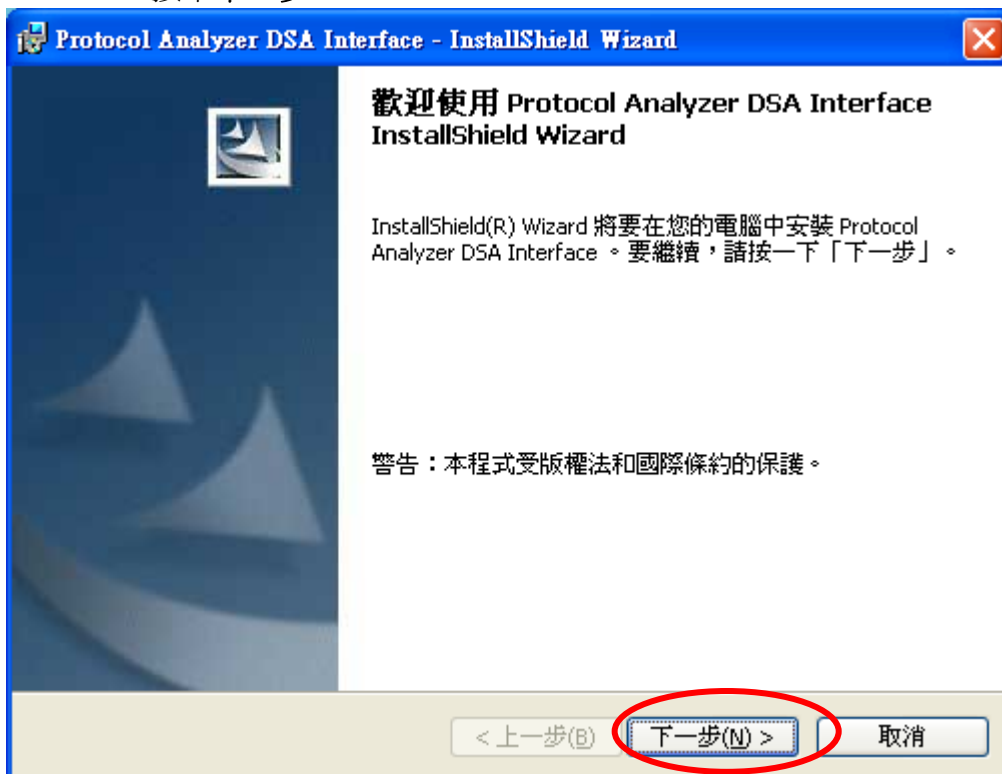 Protocol Analyzer DSA Interface - InstallShield Wizard
歡迎使用 Protocol Analyzer DSA Interface
InstallShield Wizard
InstallShield(R) Wizard 將要在您的電腦中安裝 Protocol
Analyzer DSA Interface 。要繼續，請按一下「下一步」。
警告：本程式受版權法和國際條約的保護。
< 上一步(B)
下一步(N) >
取消